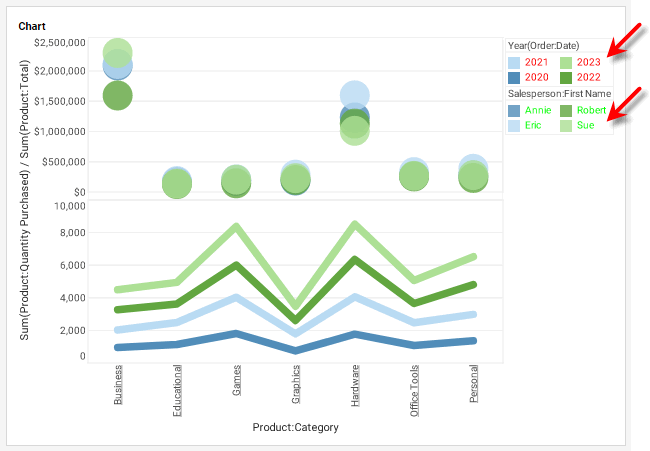 Chart
Sum(Product:Quantity Purchased) / Sum(Product:Total)
$2,500,000
$2,000,000
$1,500,000
$1,000,000
$500,000
$0
10,000
8,000
6,000
4,000
2,000
0
Business
Educational
Games
Graphics
Hardware
Office Tools
Personal
Product:Category
Year(Order:Date)
2021 2023
2020 2022
Salesperson:First Name
Annie Robert
Eric Sue